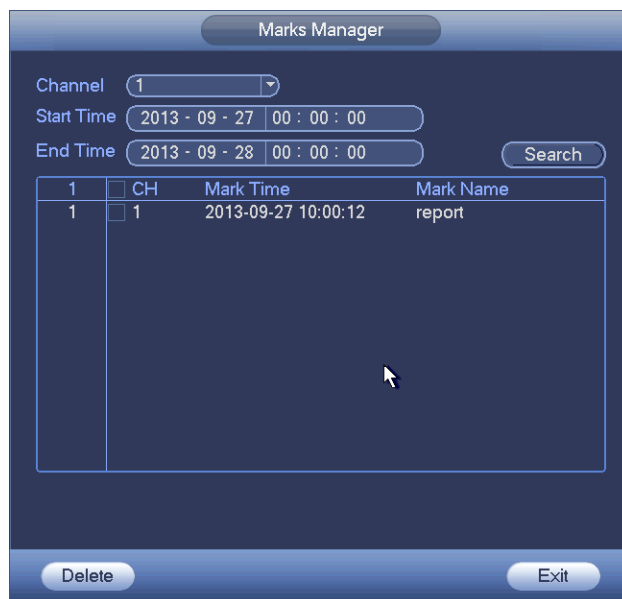 Marks Manager
Channel 1
Start Time 2013 - 09 - 27 00 : 00 : 00
End Time 2013 - 09 - 28 00 : 00 : 00 Search
1 CH Mark Time Mark Name
1 1 2013-09-27 10:00:12 report
Delete Exit